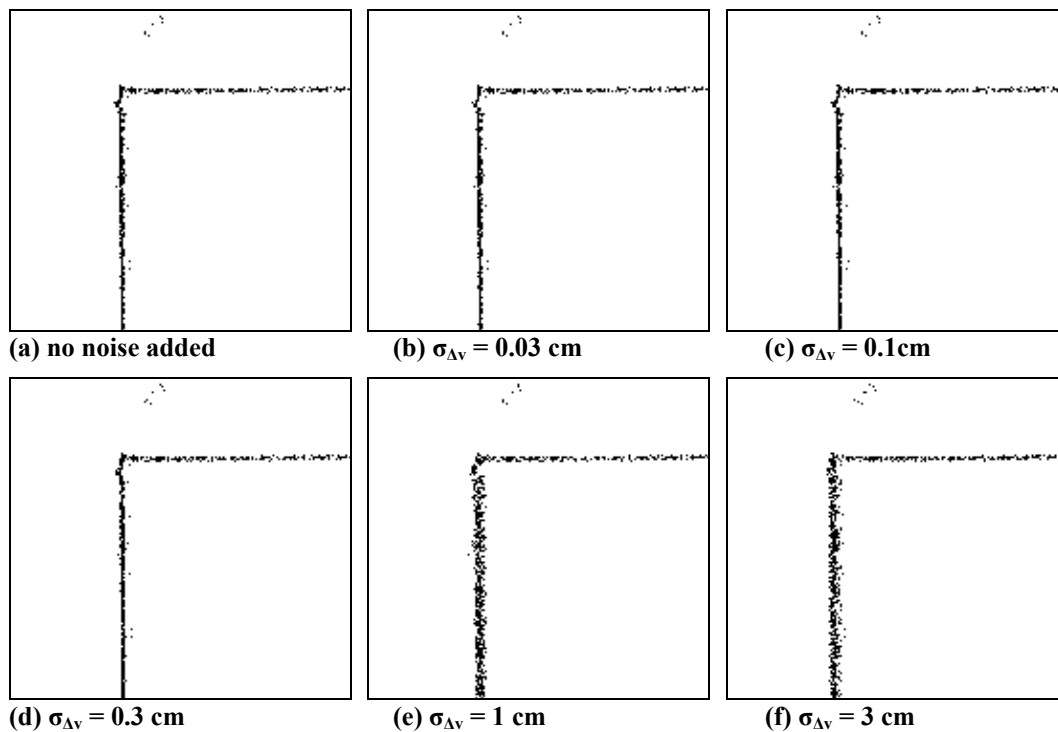 (a) no noise added
(b) σΔv = 0.03 cm
(c) σΔv = 0.1cm
(d) σΔv = 0.3 cm
(e) σΔv = 1 cm
(f) σΔv = 3 cm